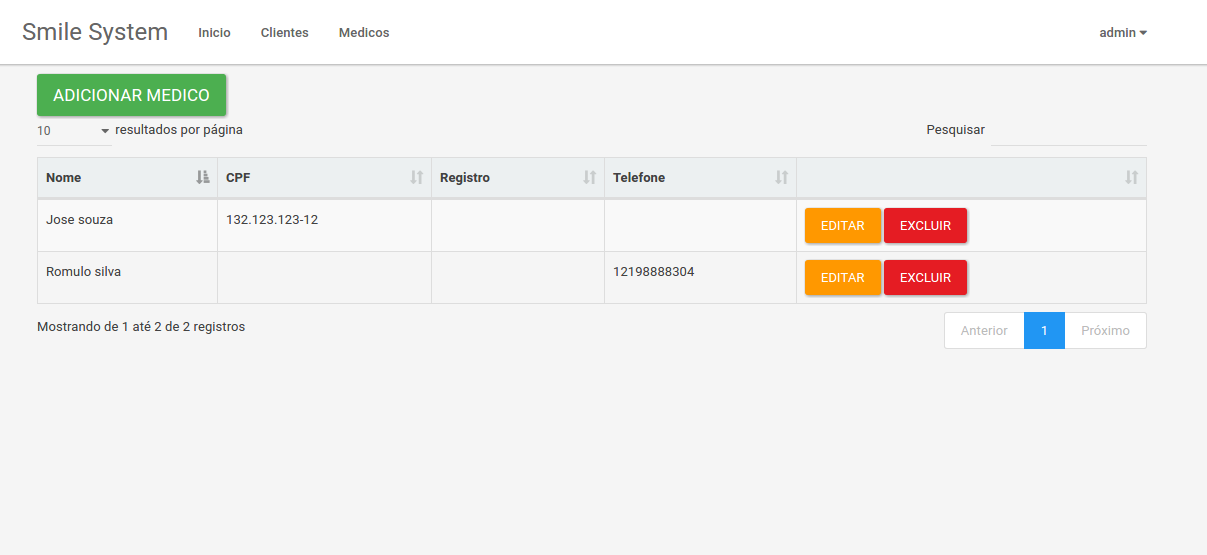 Smile System Inicio Clientes Medicos admin
ADICIONAR MEDICO
10 resultados por página Pesquisar
Nome CPF Registro Telefone
Jose souza 132.123.123-12 EDITAR EXCLUIR
Romulo silva 12198888304 EDITAR EXCLUIR
Mostrando de 1 até 2 de 2 registros Anterior 1 Próximo